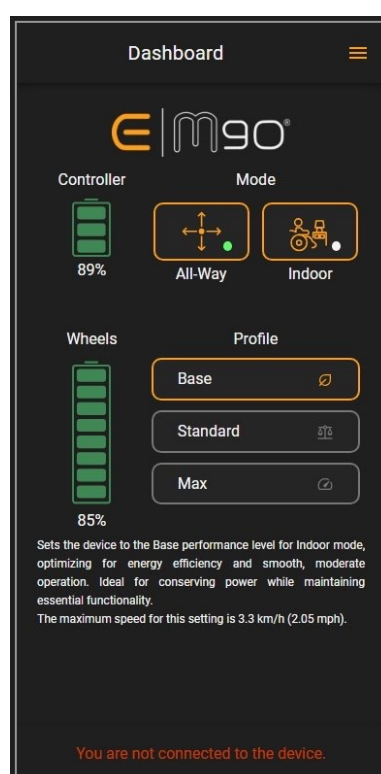 Dashboard
E|M90®
Controller
Mode
89%
All-Way
Indoor
Wheels
Profile
Base
Standard
Max
85%
Sets the device to the Base performance level for Indoor mode,
optimizing for energy efficiency and smooth, moderate
operation. Ideal for conserving power while maintaining
essential functionality.
The maximum speed for this setting is 3.3 km/h (2.05 mph).
You are not connected to the device.